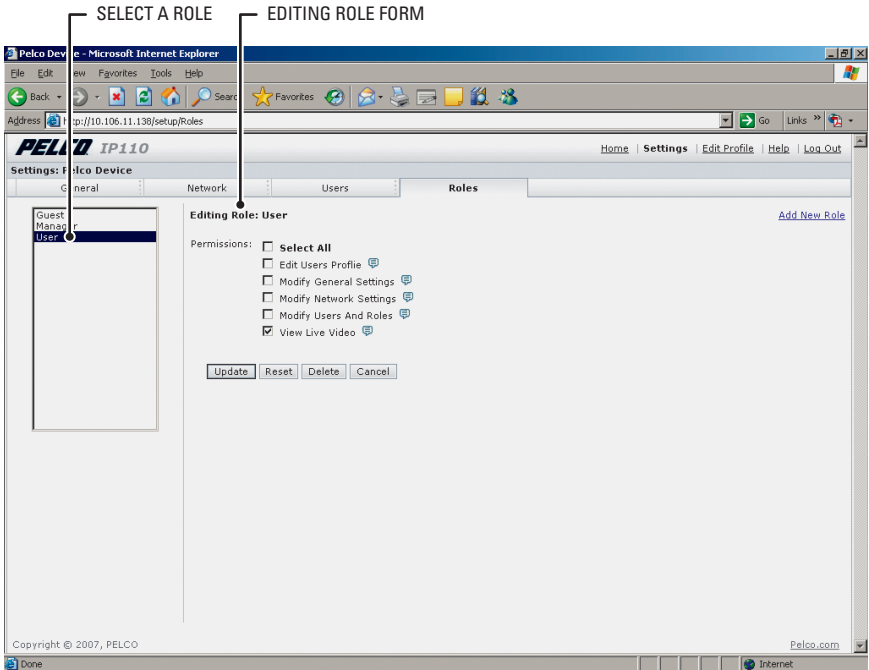 SELECT A ROLE EDITING ROLE FORM
Pelco Device - Microsoft Internet Explorer
File Edit View Favorites Tools Help
Back Search Favorites
Address http://10.106.11.138/setup/Roles Go Links »
PELCO IP110 Home | Settings | Edit Profile | Help | Log Out
Settings: Pelco Device
General Network Users Roles
Guest
Manager
User
Editing Role: User Add New Role
Permissions: Select All
Edit Users Proflie
Modify General Settings
Modify Network Settings
Modify Users And Roles
View Live Video
Update Reset Delete Cancel
Copyright © 2007, PELCO Pelco.com
Done Internet